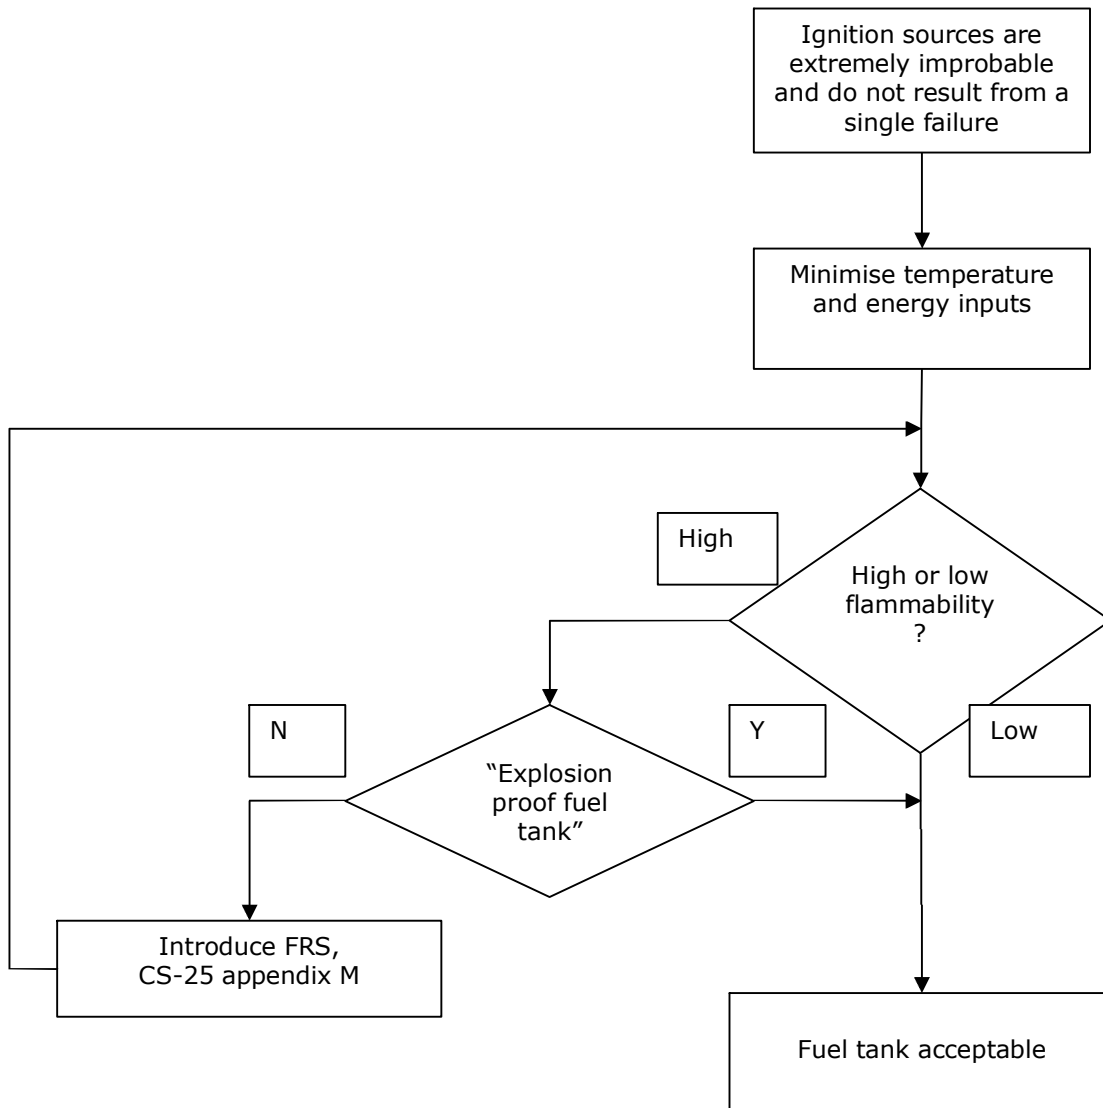 Ignition sources are
extremely improbable
and do not result from a
single failure
Minimise temperature
and energy inputs
High
High or low
flammability
?
N
Y
Low
“Explosion
proof fuel
tank”
Introduce FRS,
CS-25 appendix M
Fuel tank acceptable